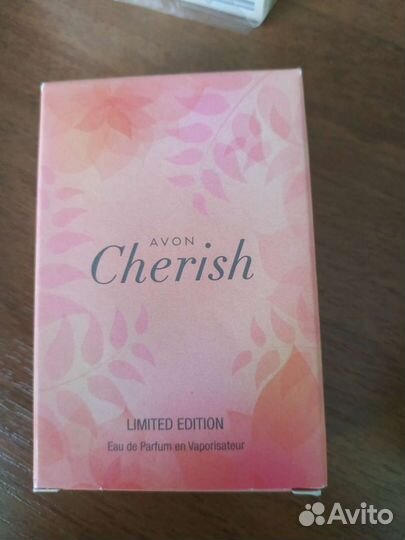 AVON
Cherish
LIMITED EDITION
Eau de Parfum en Vaporisateur
Avito